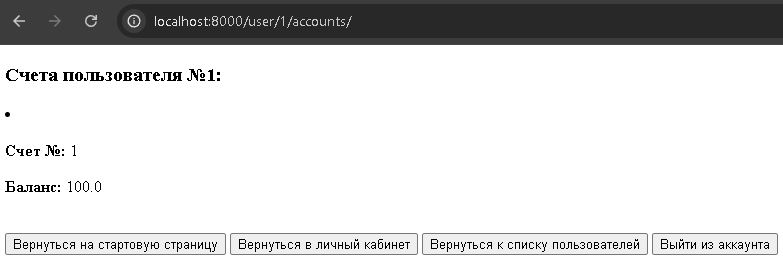 localhost:8000/user/1/accounts/
Счета пользователя №1:
Счет №: 1
Баланс: 100.0
Вернуться на стартовую страницу Вернуться в личный кабинет Вернуться к списку пользователей Выйти из аккаунта